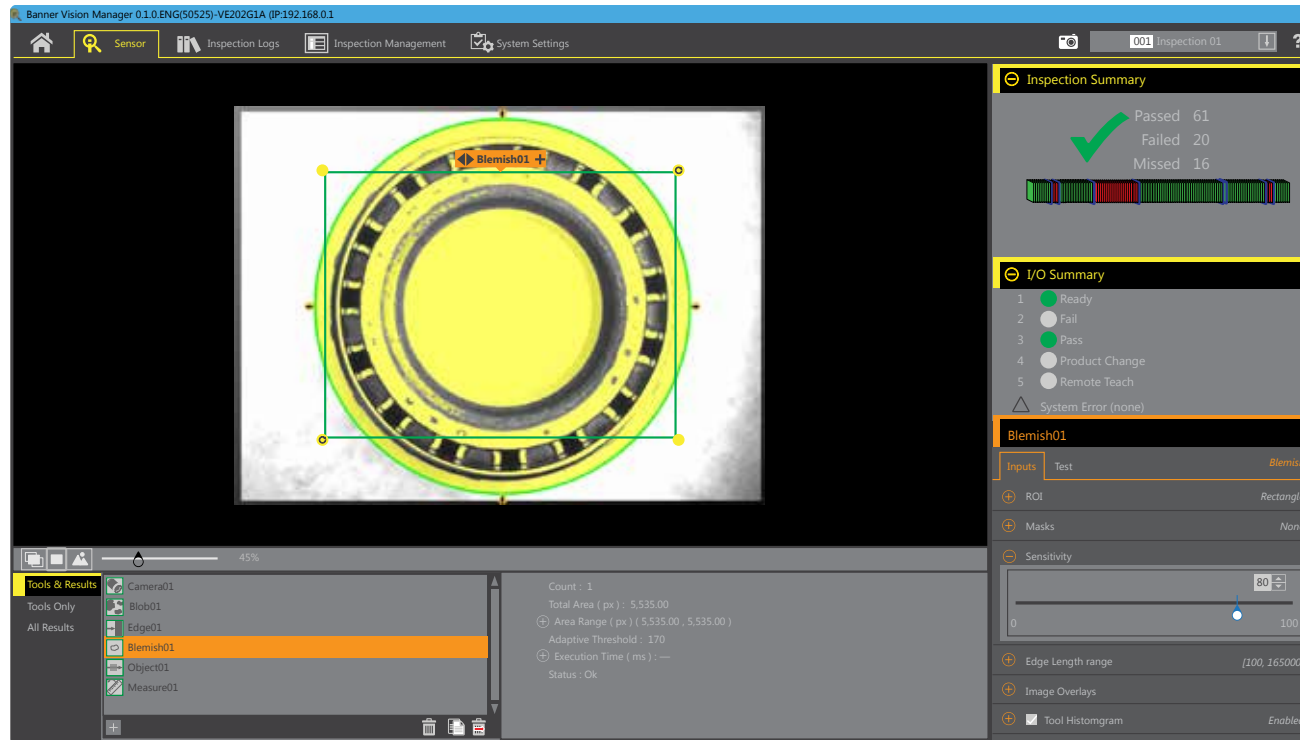 Banner Vision Manager 0.1.0.ENG(50525)-VE202G1A (IP:192.168.0.1
Sensor
Inspection Logs
Inspection Management
System Settings
001 Inspection 01
?
Inspection Summary
Passed 61
Failed 20
Missed 16
Blemish01
I/O Summary
1 Ready
2 Fail
3 Pass
4 Product Change
5 Remote Teach
System Error (none)
Blemish01
Inputs Test Blemis
ROI Rectangl
Masks Non
Sensitivity
80
0 100
Edge Length range [100, 165000
Image Overlays
Tool Histomgram Enable
45%
Tools & Results
Tools Only
All Results
Camera01
Blob01
Edge01
Blemish01
Object01
Measure01
Count : 1
Total Area ( px ) : 5,535.00
Area Range ( px ) ( 5,535.00 , 5,535.00 )
Adaptive Threshold : 170
Execution Time ( ms ) : —
Status : Ok